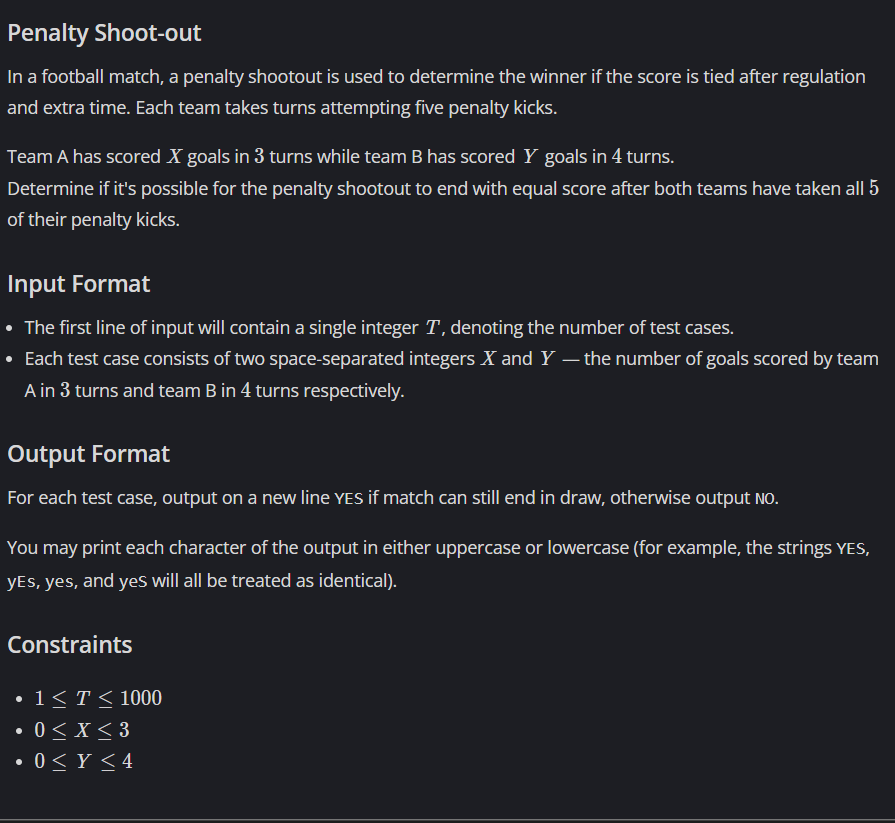 Penalty Shoot-out
In a football match, a penalty shootout is used to determine the winner if the score is tied after regulation
and extra time. Each team takes turns attempting five penalty kicks.
Team A has scored X goals in 3 turns while team B has scored Y goals in 4 turns.
Determine if it's possible for the penalty shootout to end with equal score after both teams have taken all 5
of their penalty kicks.
Input Format
• The first line of input will contain a single integer T, denoting the number of test cases.
• Each test case consists of two space-separated integers X and Y — the number of goals scored by team
A in 3 turns and team B in 4 turns respectively.
Output Format
For each test case, output on a new line YES if match can still end in draw, otherwise output NO.
You may print each character of the output in either uppercase or lowercase (for example, the strings YES,
yEs, yes, and yeS will all be treated as identical).
Constraints
• 1 ≤ T ≤ 1000
• 0 ≤ X ≤ 3
• 0 ≤ Y ≤ 4